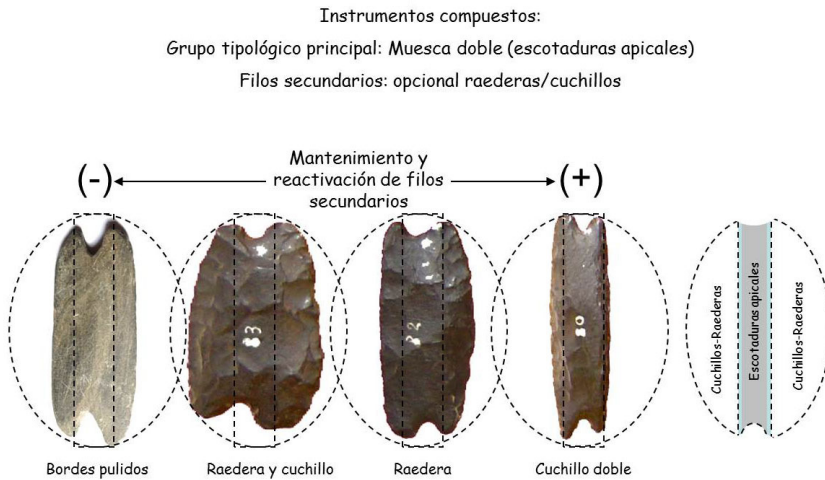 Instrumentos compuestos:
Grupo tipológico principal: Muesca doble (escotaduras apicales)
Filos secundarios: opcional raederas/cuchillos
(-)
Mantenimiento y
reactivación de filos
secundarios
(+)
83
82
80
Cuchillos-Raederas
Escotaduras apicales
Cuchillos-Raederas
Bordes pulidos
Raedera y cuchillo
Raedera
Cuchillo doble